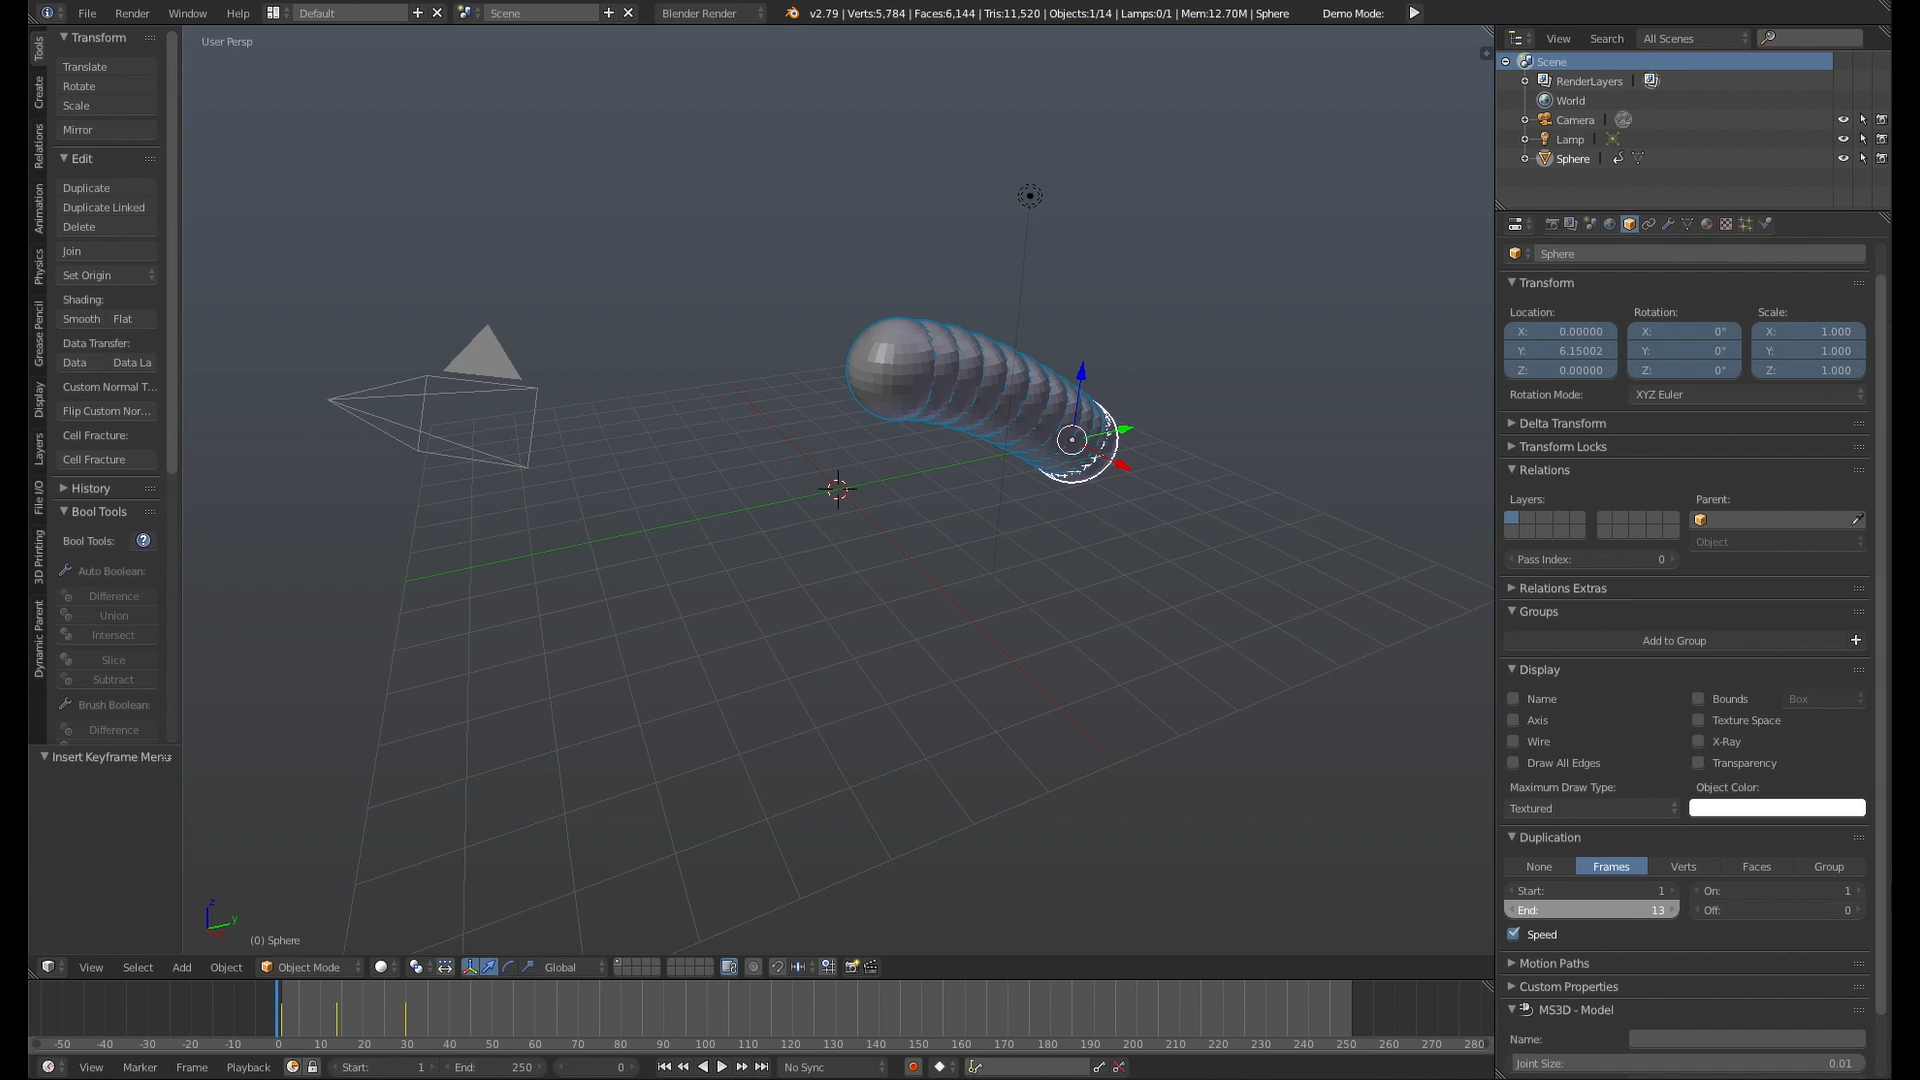 File Render Window Help Default Scene Blender Render v2.79 | Verts:5,784 | Faces:6,144 | Tris:11,520 | Objects:1/14 | Lamps:0/1 | Mem:12.70M | Sphere Demo Mode:
Tools
Create
Relations
Animation
Physics
Grease Pencil
Display
Layers
File I/O
3D Printing
Dynamic Parent
Transform
Translate
Rotate
Scale
Mirror
Edit
Duplicate
Duplicate Linked
Delete
Join
Set Origin
Shading:
Smooth Flat
Data Transfer:
Data Data La
Custom Normal T...
Flip Custom Nor...
Cell Fracture:
Cell Fracture
History
Bool Tools
Bool Tools:
Auto Boolean:
Difference
Union
Intersect
Slice
Subtract
Brush Boolean:
Difference
Insert Keyframe Menu
User Persp
z
y
(0) Sphere
View Search All Scenes
Scene
RenderLayers
World
Camera
Lamp
Sphere
Sphere
Transform
Location: Rotation: Scale:
X: 0.00000 X: 0° X: 1.000
Y: 6.15002 Y: 0° Y: 1.000
Z: 0.00000 Z: 0° Z: 1.000
Rotation Mode: XYZ Euler
Delta Transform
Transform Locks
Relations
Layers: Parent:
Object
Pass Index: 0
Relations Extras
Groups
Add to Group
Display
Name Bounds Box
Axis Texture Space
Wire X-Ray
Draw All Edges Transparency
Maximum Draw Type: Object Color:
Textured
Duplication
None Frames Verts Faces Group
Start: 1 On: 1
End: 13 Off: 0
Speed
Motion Paths
Custom Properties
MS3D - Model
Name:
Joint Size: 0.01
View Select Add Object Object Mode Global
-50 -40 -30 -20 -10 0 10 20 30 40 50 60 70 80 90 100 110 120 130 140 150 160 170 180 190 200 210 220 230 240 250 260 270 280
View Marker Frame Playback Start: 1 End: 250 0 No Sync